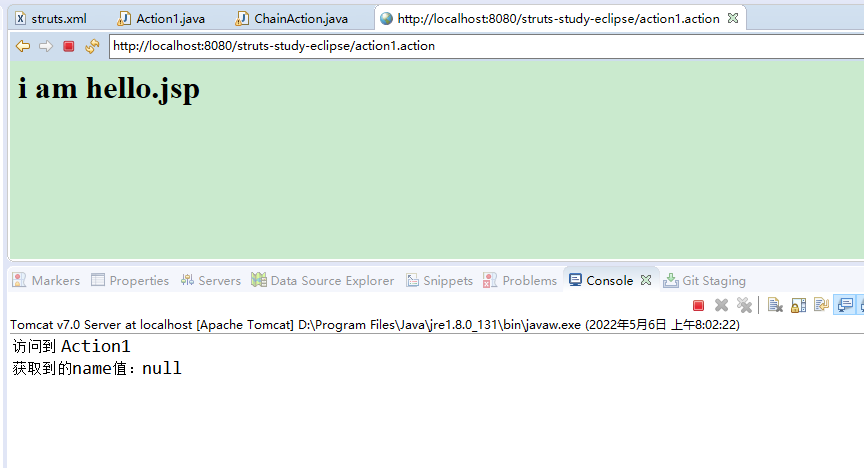 struts.xml Action1.java ChainAction.java http://localhost:8080/struts-study-eclipse/action1.action
http://localhost:8080/struts-study-eclipse/action1.action
i am hello.jsp
Markers Properties Servers Data Source Explorer Snippets Problems Console Git Staging
Tomcat v7.0 Server at localhost [Apache Tomcat] D:\Program Files\Java\jre1.8.0_131\bin\javaw.exe (2022年5月6日 上午8:02:22)
访问到 Action1
获取到的name值：null